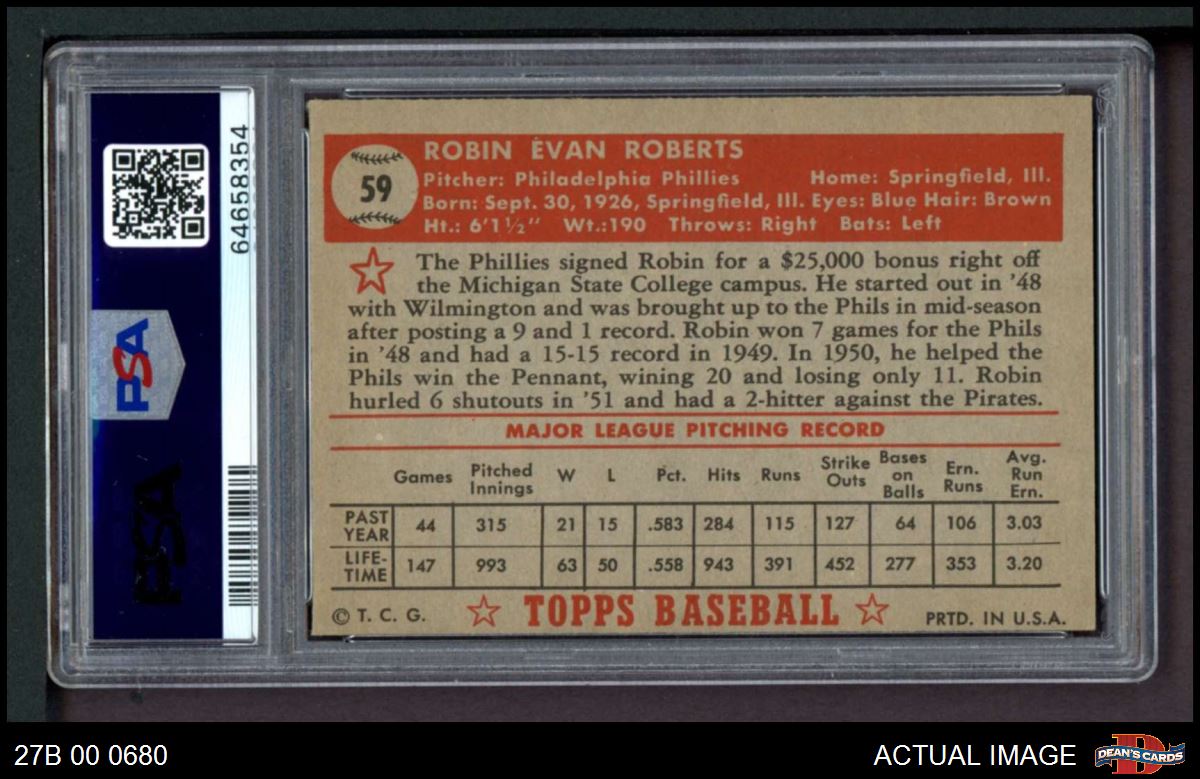 64658354
PSA
PSA
59
ROBIN EVAN ROBERTS
Pitcher: Philadelphia Phillies Home: Springfield, Ill.
Born: Sept. 30, 1926, Springfield, Ill. Eyes: Blue Hair: Brown
Ht.: 6'1½" Wt.:190 Throws: Right Bats: Left
The Phillies signed Robin for a $25,000 bonus right off
the Michigan State College campus. He started out in '48
with Wilmington and was brought up to the Phils in mid-season
after posting a 9 and 1 record. Robin won 7 games for the Phils
in '48 and had a 15-15 record in 1949. In 1950, he helped the
Phils win the Pennant, wining 20 and losing only 11. Robin
hurled 6 shutouts in '51 and had a 2-hitter against the Pirates.
MAJOR LEAGUE PITCHING RECORD
Games Pitched Innings W L Pct. Hits Runs Strike Outs Bases on Balls Ern. Runs Avg. Run Ern.
PAST YEAR 44 315 21 15 .583 284 115 127 64 106 3.03
LIFE-TIME 147 993 63 50 .558 943 391 452 277 353 3.20
© T. C. G. TOPPS BASEBALL PRTD. IN U.S.A.
27B 00 0680 ACTUAL IMAGE DEAN'S CARDS